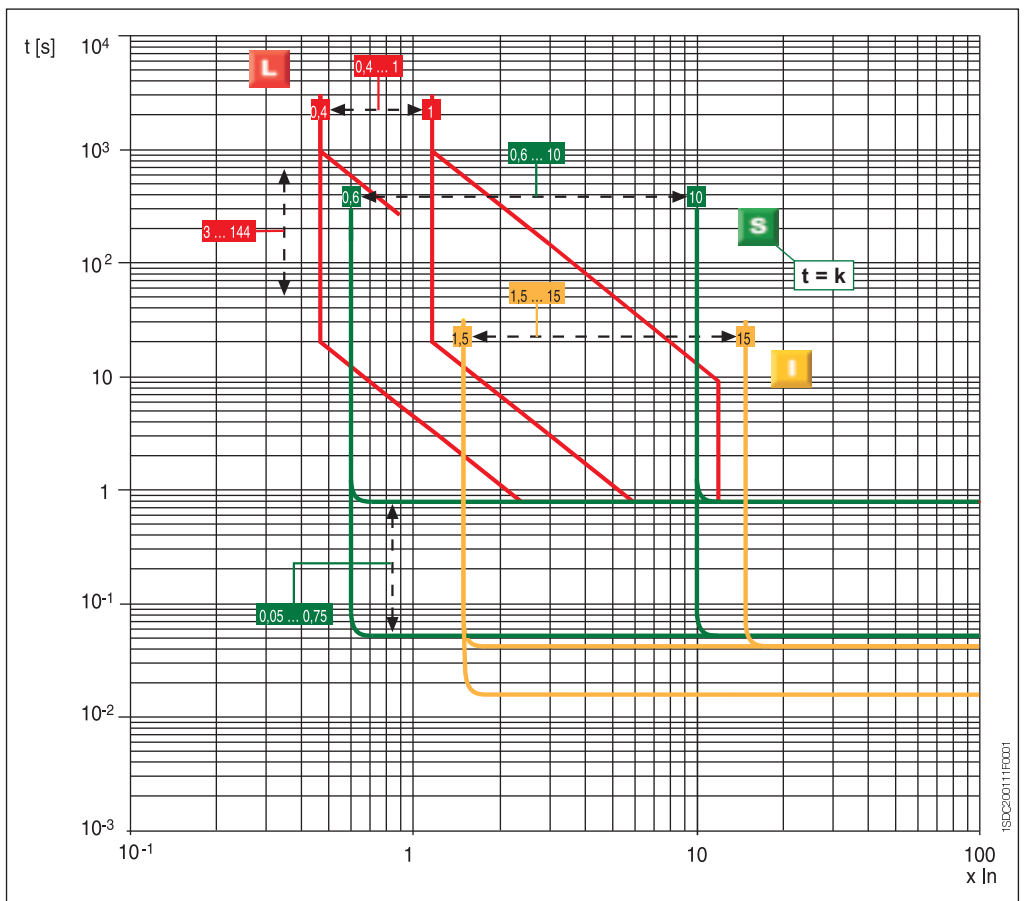 t [s]
10⁴
L
0,4 ... 1
0,4
1
10³
0,6 ... 10
0,6
10
3 ... 144
S
10²
t = k
1,5 ... 15
1,5
15
I
10
1
10⁻¹
0,05 ... 0,75
10⁻²
10⁻³
10⁻¹
1
10
100
x In
1SDC200111F0001